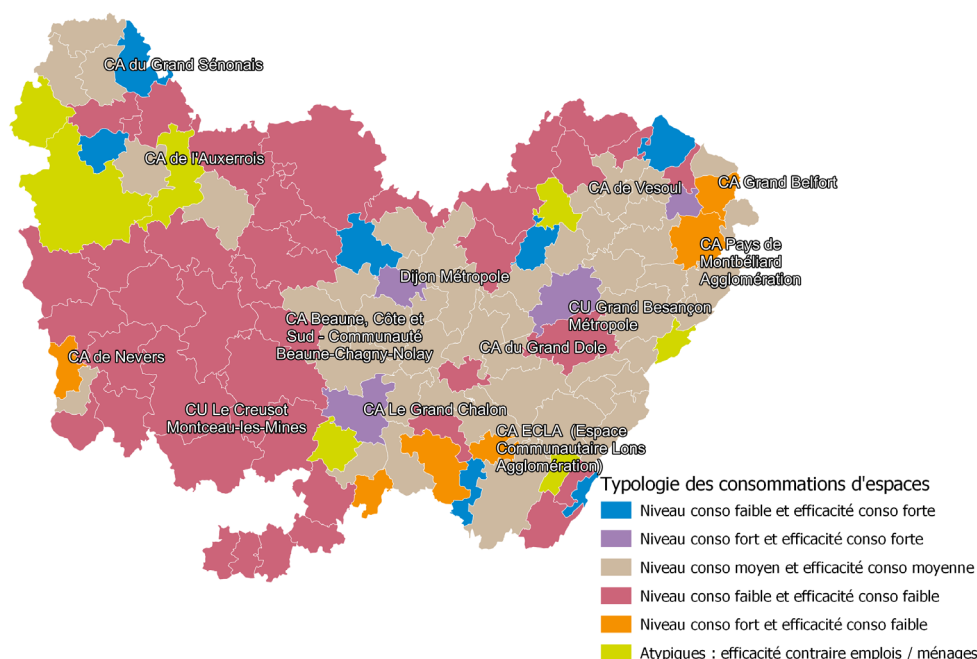 CA du Grand Sénonais
CA de l'Auxerrois
CA de Vesoul
CA Grand Belfort
CA Pays de
Montbéliard
Agglomération
Dijon Métropole
CU Grand Besançon
Métropole
CA Beaune, Côte et
Sud - Communauté
Beaune-Chagny-Nolay
CA du Grand Dole
CA de Nevers
CU Le Creusot
Montceau-les-Mines
CA Le Grand Chalon
CA ECLA (Espace
Communautaire Lons
Agglomération)
Typologie des consommations d'espaces
Niveau conso faible et efficacité conso forte
Niveau conso fort et efficacité conso forte
Niveau conso moyen et efficacité conso moyenne
Niveau conso faible et efficacité conso faible
Niveau conso fort et efficacité conso faible
Atypiques : efficacité contraire emplois / ménages